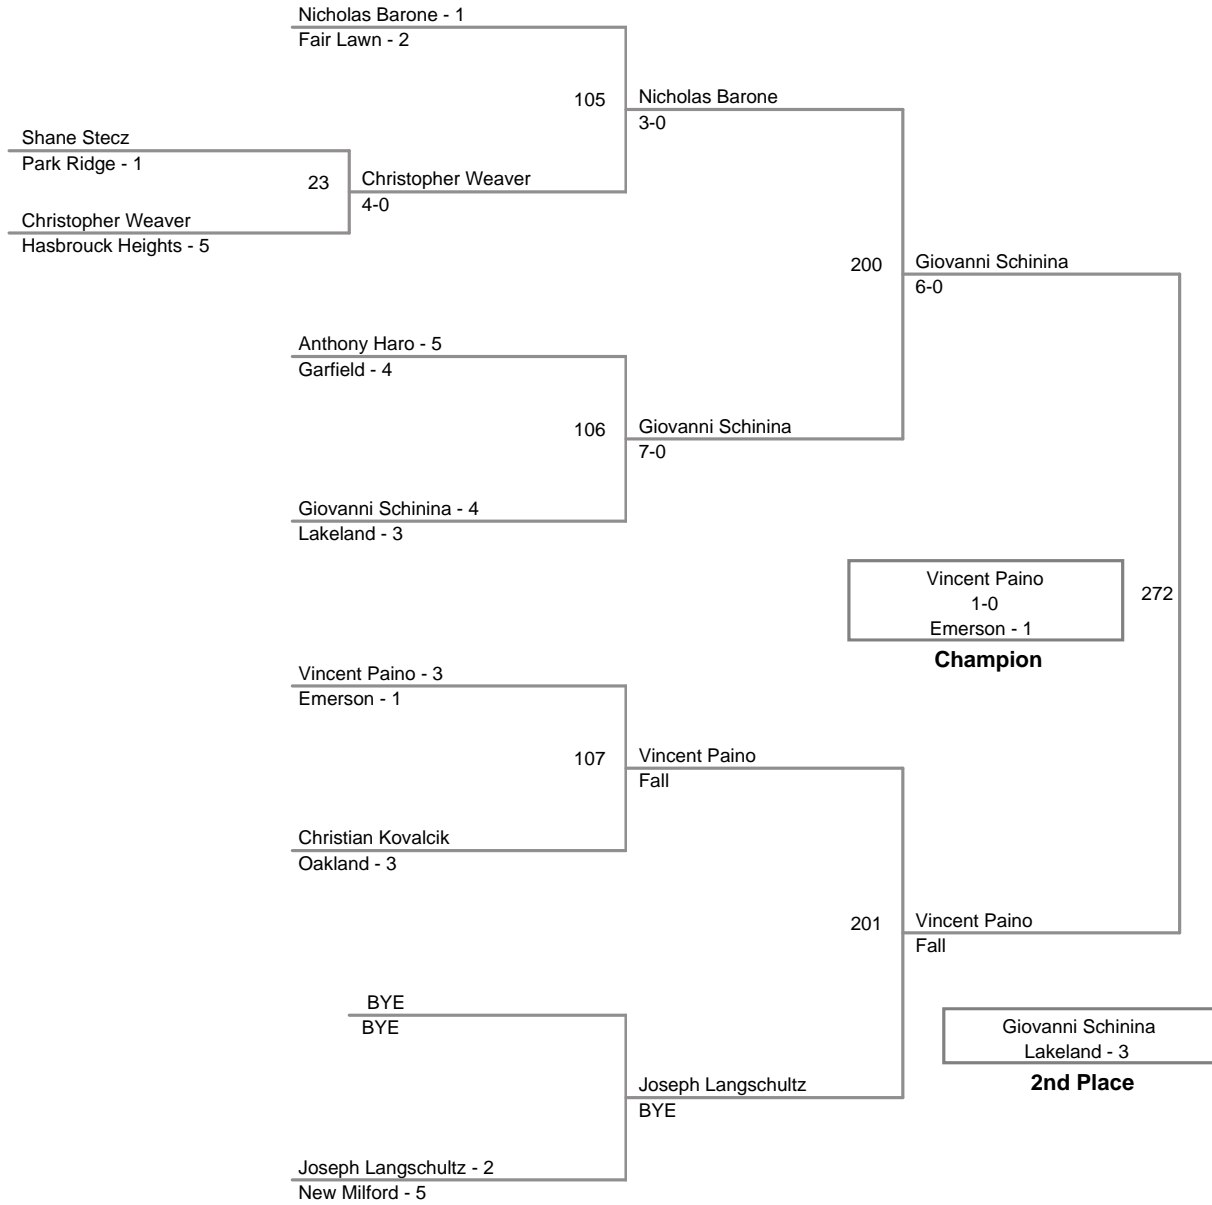 Nicholas Barone - 1
Fair Lawn - 2
105
Nicholas Barone
3-0
Shane Stecz
Park Ridge - 1
23
Christopher Weaver
4-0
Christopher Weaver
Hasbrouck Heights - 5
200
Giovanni Schinina
6-0
Anthony Haro - 5
Garfield - 4
106
Giovanni Schinina
7-0
Giovanni Schinina - 4
Lakeland - 3
Vincent Paino
1-0
Emerson - 1
Champion
272
Vincent Paino - 3
Emerson - 1
107
Vincent Paino
Fall
Christian Kovalcik
Oakland - 3
201
Vincent Paino
Fall
BYE
BYE
Giovanni Schinina
Lakeland - 3
2nd Place
Joseph Langschultz
BYE
Joseph Langschultz - 2
New Milford - 5